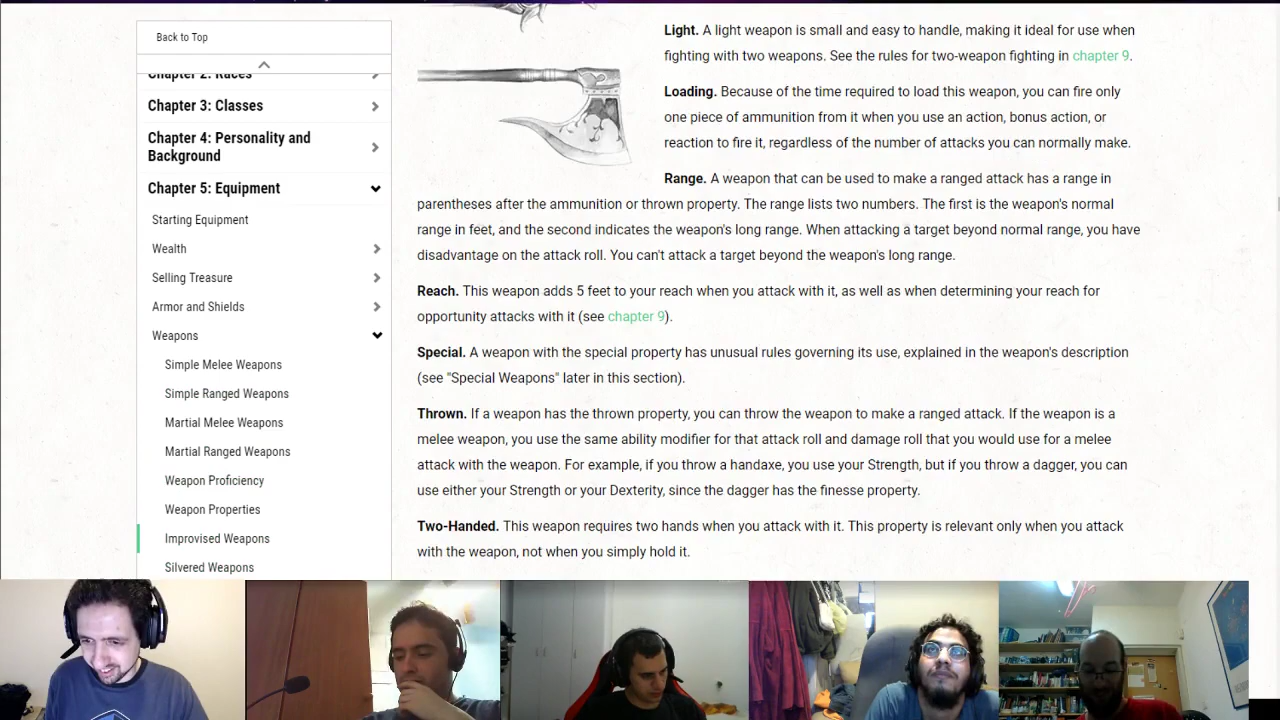 Back to Top
Chapter 2: Races
Chapter 3: Classes
Chapter 4: Personality and
Background
Chapter 5: Equipment
Starting Equipment
Wealth
Selling Treasure
Armor and Shields
Weapons
Simple Melee Weapons
Simple Ranged Weapons
Martial Melee Weapons
Martial Ranged Weapons
Weapon Proficiency
Weapon Properties
Improvised Weapons
Silvered Weapons
Light. A light weapon is small and easy to handle, making it ideal for use when
fighting with two weapons. See the rules for two-weapon fighting in chapter 9.
Loading. Because of the time required to load this weapon, you can fire only
one piece of ammunition from it when you use an action, bonus action, or
reaction to fire it, regardless of the number of attacks you can normally make.
Range. A weapon that can be used to make a ranged attack has a range in
parentheses after the ammunition or thrown property. The range lists two numbers. The first is the weapon's normal
range in feet, and the second indicates the weapon's long range. When attacking a target beyond normal range, you have
disadvantage on the attack roll. You can't attack a target beyond the weapon's long range.
Reach. This weapon adds 5 feet to your reach when you attack with it, as well as when determining your reach for
opportunity attacks with it (see chapter 9).
Special. A weapon with the special property has unusual rules governing its use, explained in the weapon's description
(see "Special Weapons" later in this section).
Thrown. If a weapon has the thrown property, you can throw the weapon to make a ranged attack. If the weapon is a
melee weapon, you use the same ability modifier for that attack roll and damage roll that you would use for a melee
attack with the weapon. For example, if you throw a handaxe, you use your Strength, but if you throw a dagger, you can
use either your Strength or your Dexterity, since the dagger has the finesse property.
Two-Handed. This weapon requires two hands when you attack with it. This property is relevant only when you attack
with the weapon, not when you simply hold it.